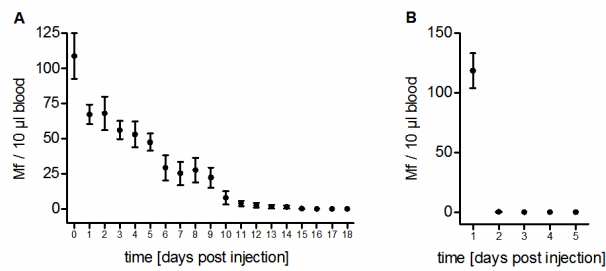 A
Mf / 10 µl blood
125
100
75
50
25
0
0 1 2 3 4 5 6 7 8 9 10 11 12 13 14 15 16 17 18
time [days post injection]
B
Mf / 10 µl blood
150
100
50
0
1 2 3 4 5
time [days post injection]